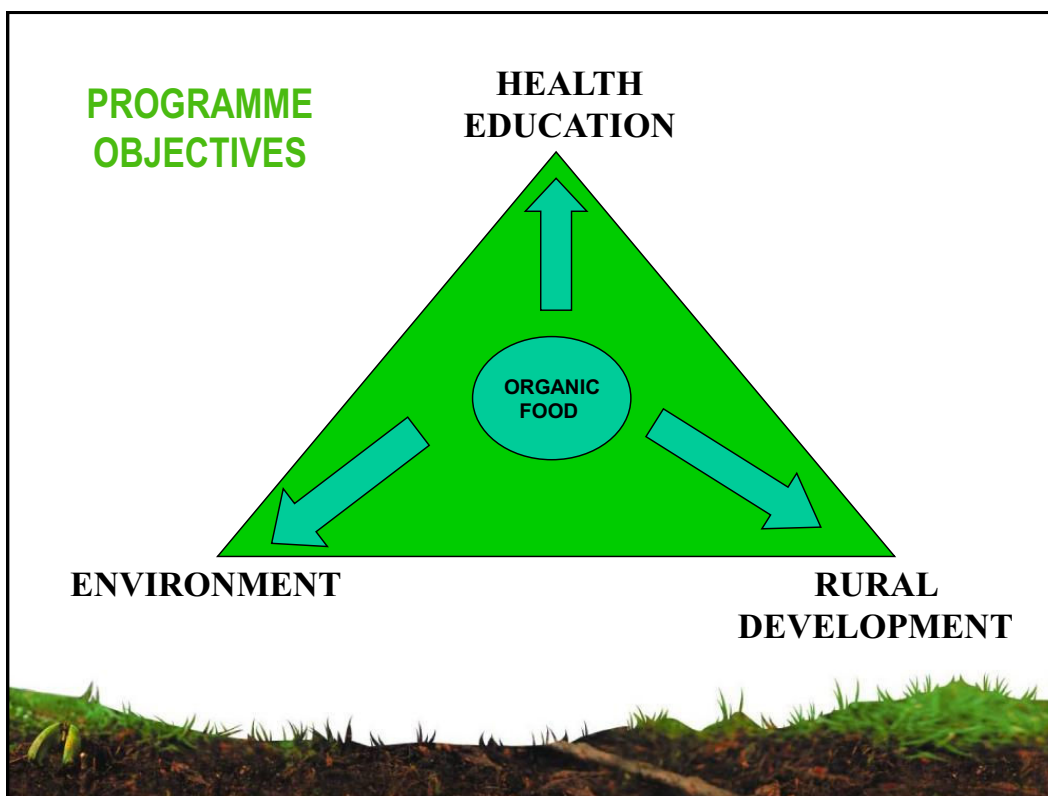 PROGRAMME
OBJECTIVES
HEALTH
EDUCATION
ORGANIC
FOOD
ENVIRONMENT
RURAL
DEVELOPMENT